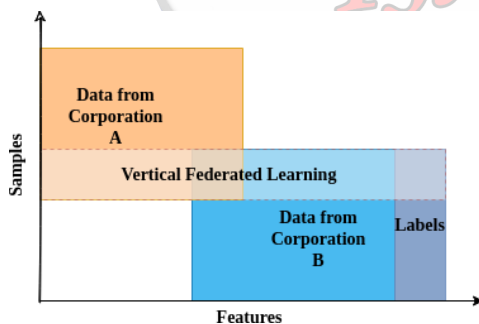 Data from
Corporation
A
Samples
Vertical Federated Learning
Data from
Corporation
B
Labels
Features